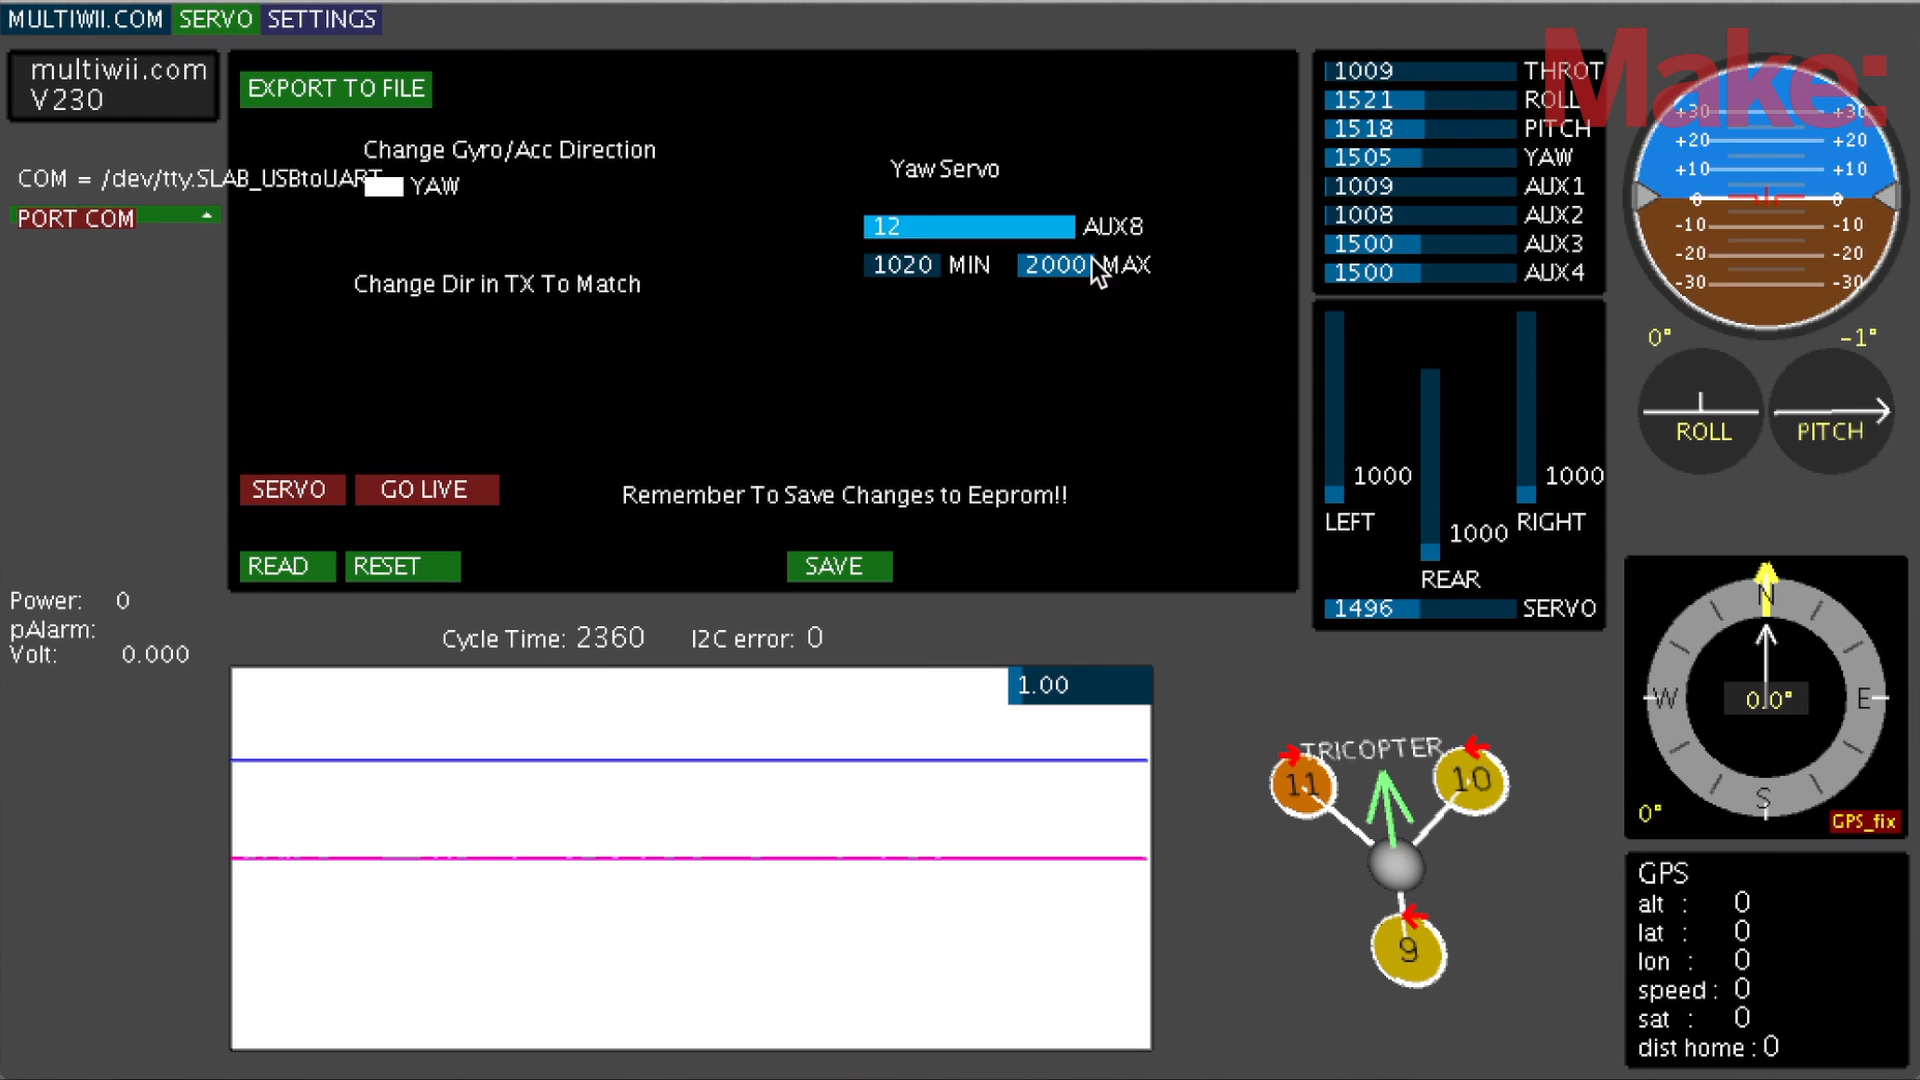 MULTIWII.COM SERVO SETTINGS
multiwii.com
V230
COM = /dev/tty.SLAB_USBtoUART
PORT COM
Power: 0
pAlarm:
Volt: 0.000
EXPORT TO FILE
Change Gyro/Acc Direction
YAW
Change Dir in TX To Match
Yaw Servo
12 AUX8
1020 MIN 2000 MAX
SERVO GO LIVE
Remember To Save Changes to Eeprom!!
READ RESET SAVE
Cycle Time: 2360 I2C error: 0
1.00
1009 THROT
1521 ROLL
1518 PITCH
1505 YAW
1009 AUX1
1008 AUX2
1500 AUX3
1500 AUX4
1000 1000
LEFT RIGHT
1000
REAR
1496 SERVO
Make:
+30 +30
+20 +20
+10 +10
0 0
-10 -10
-20 -20
-30 -30
0° -1°
ROLL PITCH
TRICOPTER
11 10
9
N
W 0.0° E
S
0° GPS_fix
GPS
alt : 0
lat : 0
lon : 0
speed : 0
sat : 0
dist home : 0